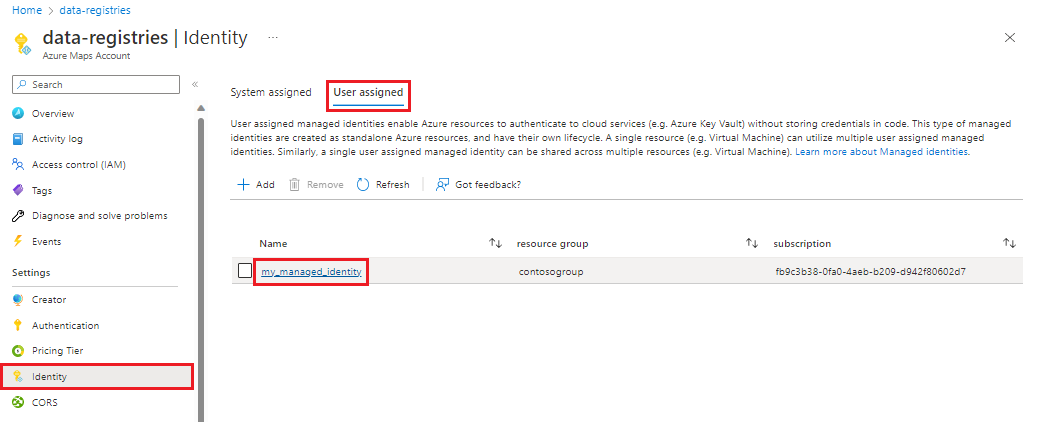 Home > data-registries
data-registries | Identity ...
Azure Maps Account
Search
«
Overview
Activity log
Access control (IAM)
Tags
Diagnose and solve problems
Events
Settings
Creator
Authentication
Pricing Tier
Identity
CORS
System assigned User assigned
User assigned managed identities enable Azure resources to authenticate to cloud services (e.g. Azure Key Vault) without storing credentials in code. This type of managed
identities are created as standalone Azure resources, and have their own lifecycle. A single resource (e.g. Virtual Machine) can utilize multiple user assigned managed
identities. Similarly, a single user assigned managed identity can be shared across multiple resources (e.g. Virtual Machine). Learn more about Managed identities.
Add Remove Refresh Got feedback?
Name resource group subscription
my_managed_identity contosogroup fb9c3b38-0fa0-4aeb-b209-d942f80602d7